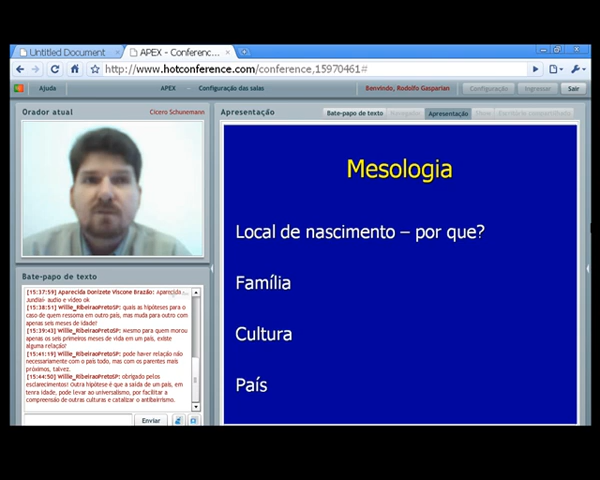 Untitled Document
APEX - Conferenc...
http://www.hotconference.com/conference,15970461#
Ajuda
APEX - Configuração das salas
Benvindo, Rodolfo Gasparian
Configuração
Ingressar
Sair
Orador atual
Cicero Schunemann
Apresentação
Bate-papo de texto
Navegador
Apresentação
Show
Escritório compartilhado
Mesologia
Local de nascimento – por que?
Família
Cultura
País
Bate-papo de texto
[15:37:59] Aparecida Donizete Viscone Brazão: Aparecida -
Jundiaí- audio e vídeo ok
[15:38:51] Willie_RibeiraoPretoSP: quais as hipóteses para o
caso de quem ressoma em outro país, mas muda para outro com
apenas seis meses de idade?
[15:39:43] Willie_RibeiraoPretoSP: Mesmo para quem morou
apenas os seis primeiros meses de vida em um país, existe
alguma relação?
[15:41:19] Willie_RibeiraoPretoSP: pode haver relação não
necessariamente com o país todo, mas com os parentes mais
próximos, talvez.
[15:44:50] Willie_RibeiraoPretoSP: obrigado pelos
esclarecimentos! Outra hipótese é que a saída de um país, em
tenra idade, pode levar ao universalismo, por facilitar a
compreensão de outras culturas e catalizar o antibairrismo.
Enviar